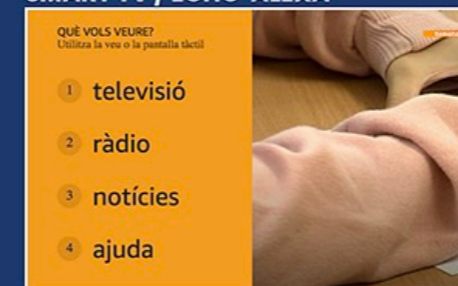 QUÈ VOLS VEURE?
Utilitza la veu o la pantalla tàctil
1 televisió
2 ràdio
3 notícies
4 ajuda